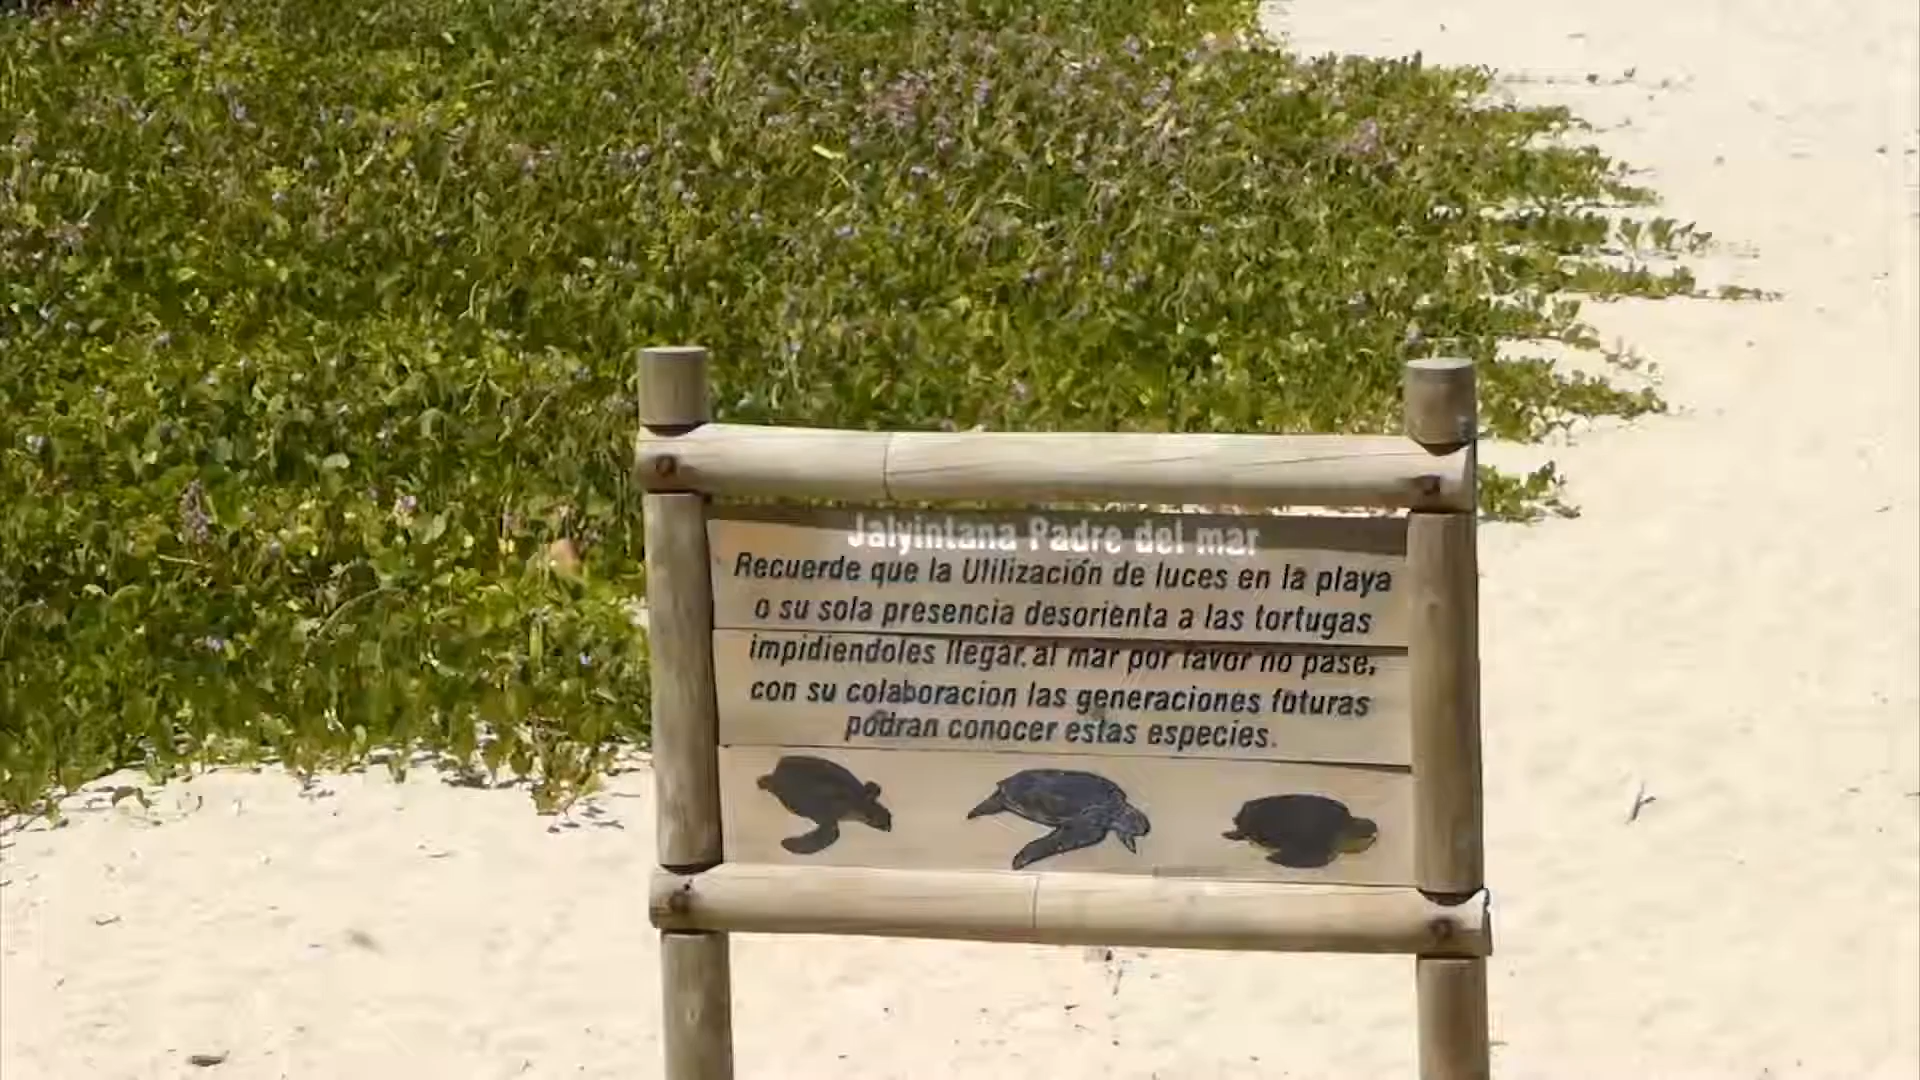 Jalyintana Padre del mar
Recuerde que la Utilización de luces en la playa
o su sola presencia desorienta a las tortugas
impidiendoles llegar al mar por favor no pase,
con su colaboracion las generaciones futuras
podran conocer estas especies.